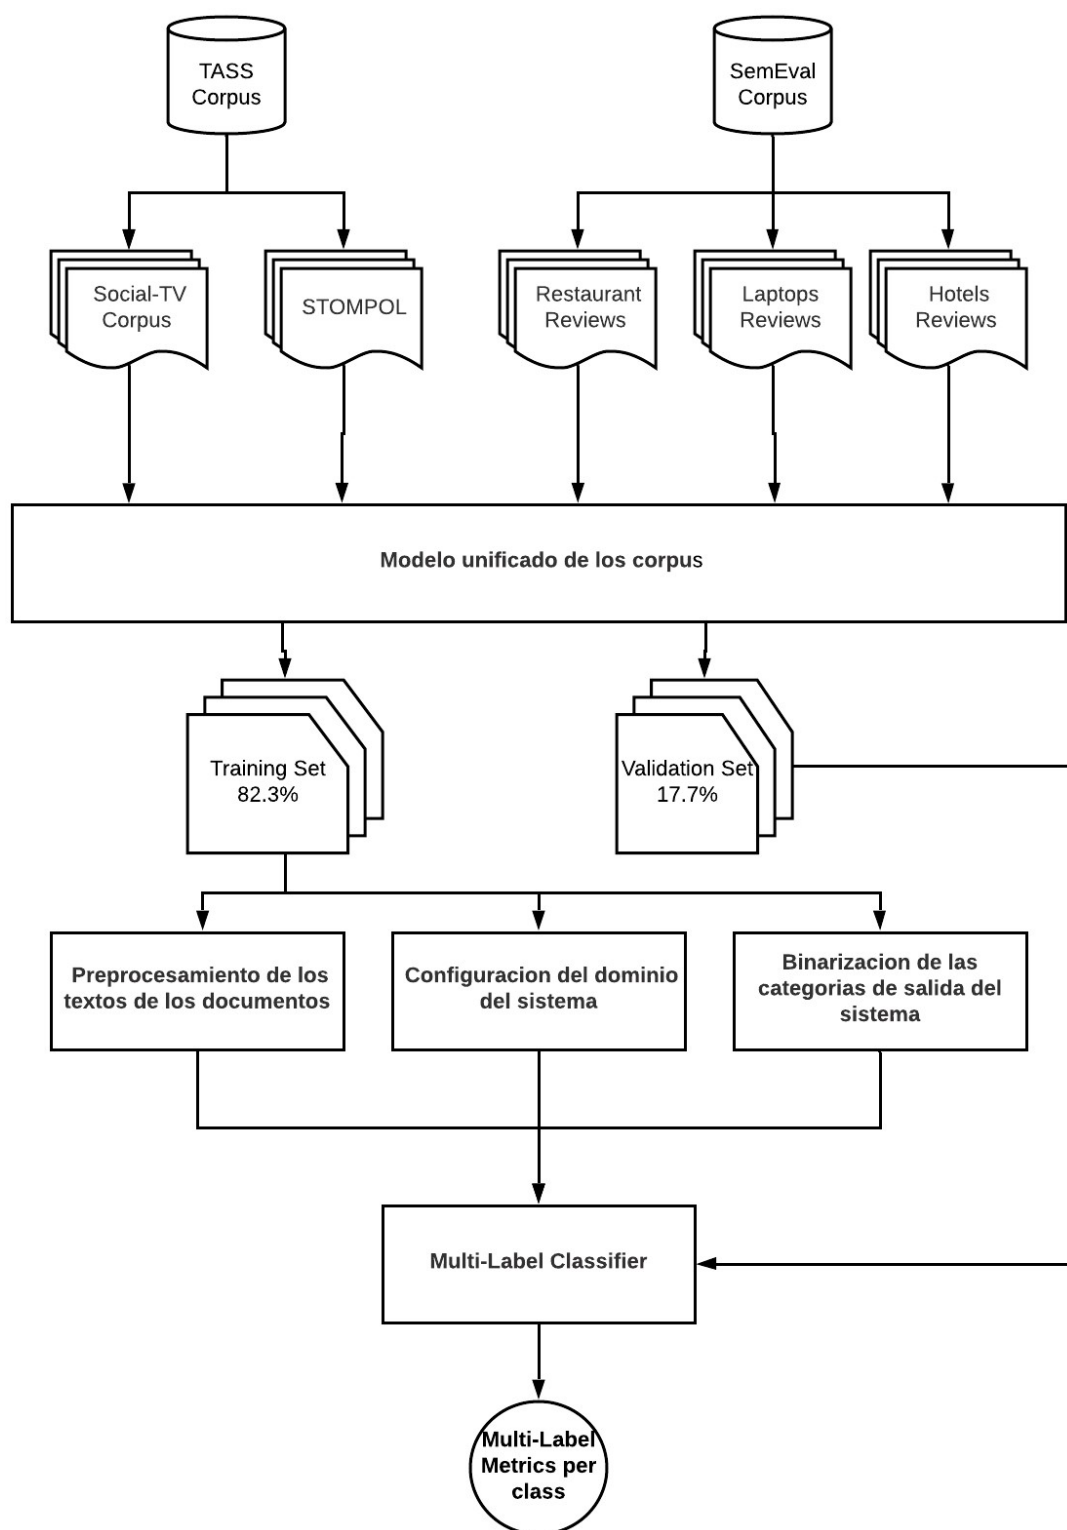 TASS
Corpus
SemEval
Corpus
Social-TV
Corpus
STOMPOL
Restaurant
Reviews
Laptops
Reviews
Hotels
Reviews
Modelo unificado de los corpus
Training Set
82.3%
Validation Set
17.7%
Preprocesamiento de los
textos de los documentos
Configuracion del dominio
del sistema
Binarizacion de las
categorias de salida del
sistema
Multi-Label Classifier
Multi-Label
Metrics per
class